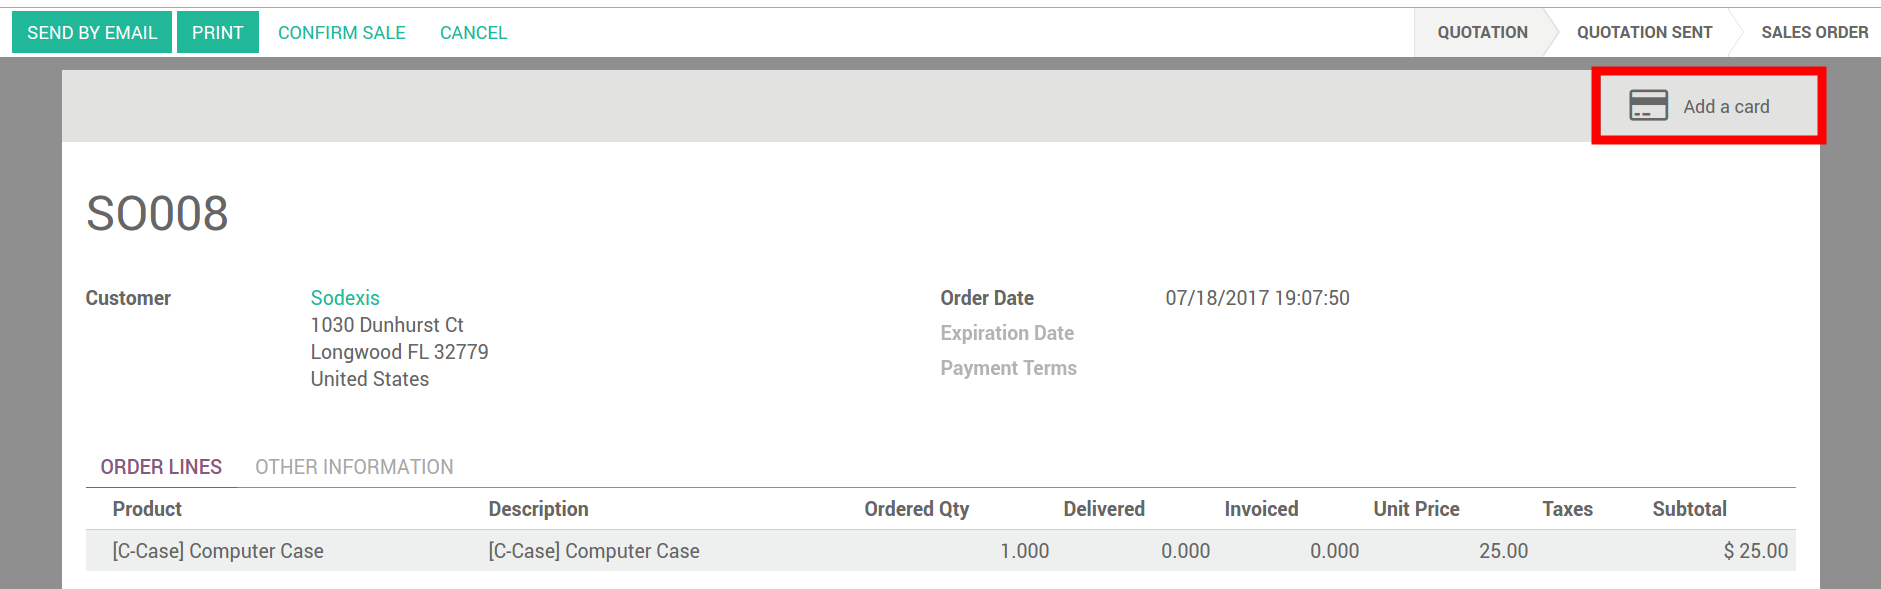 SEND BY EMAIL PRINT CONFIRM SALE CANCEL QUOTATION QUOTATION SENT SALES ORDER
Add a card
SO008
Customer Sodexis Order Date 07/18/2017 19:07:50
1030 Dunhurst Ct Expiration Date
Longwood FL 32779 Payment Terms
United States
ORDER LINES OTHER INFORMATION
Product Description Ordered Qty Delivered Invoiced Unit Price Taxes Subtotal
[C-Case] Computer Case [C-Case] Computer Case 1.000 0.000 0.000 25.00 $ 25.00